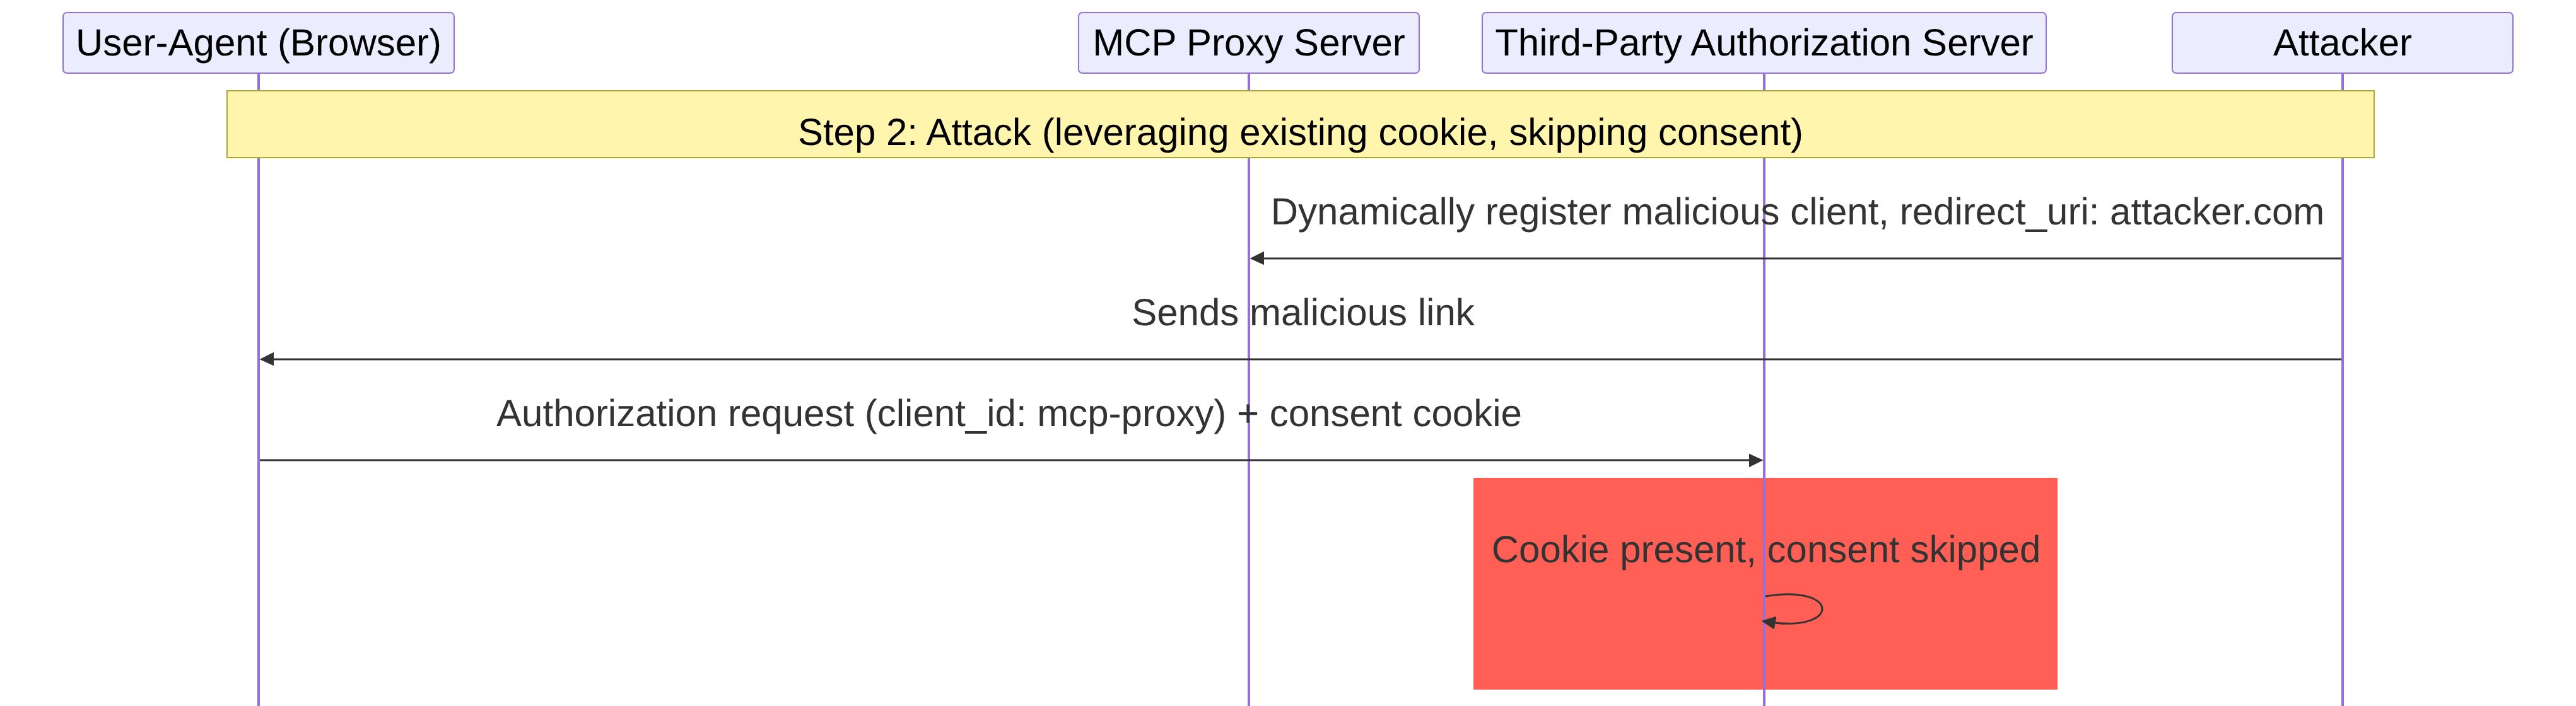 User-Agent (Browser)
MCP Proxy Server
Third-Party Authorization Server
Attacker
Step 2: Attack (leveraging existing cookie, skipping consent)
Dynamically register malicious client, redirect_uri: attacker.com
Sends malicious link
Authorization request (client_id: mcp-proxy) + consent cookie
Cookie present, consent skipped